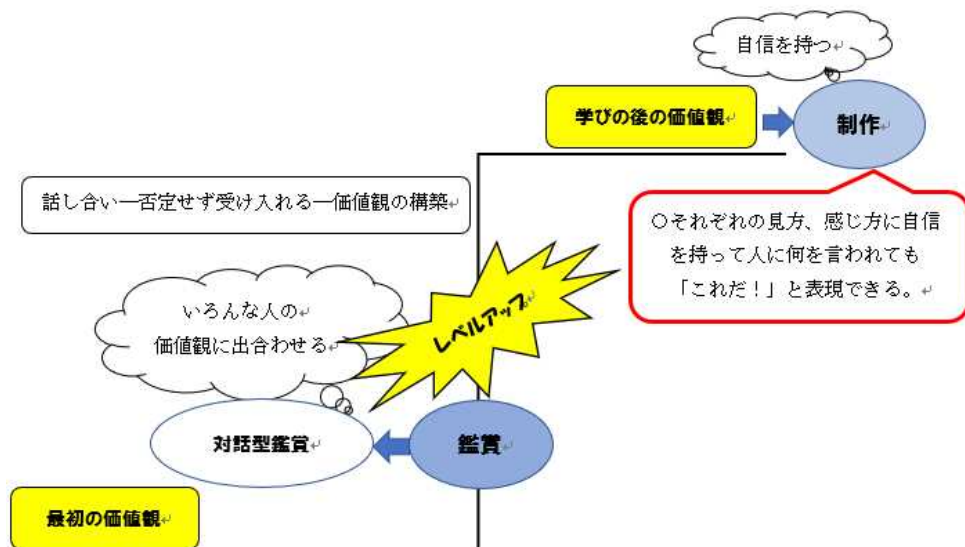 自信を持つ
学びの後の価値観
制作
話し合い―否定せず受け入れる―価値観の構築
○それぞれの見方、感じ方に自信
を持って人に何を言われても
「これだ！」と表現できる。
レベルアップ
いろんな人の
価値観に出合わせる
対話型鑑賞
鑑賞
最初の価値観